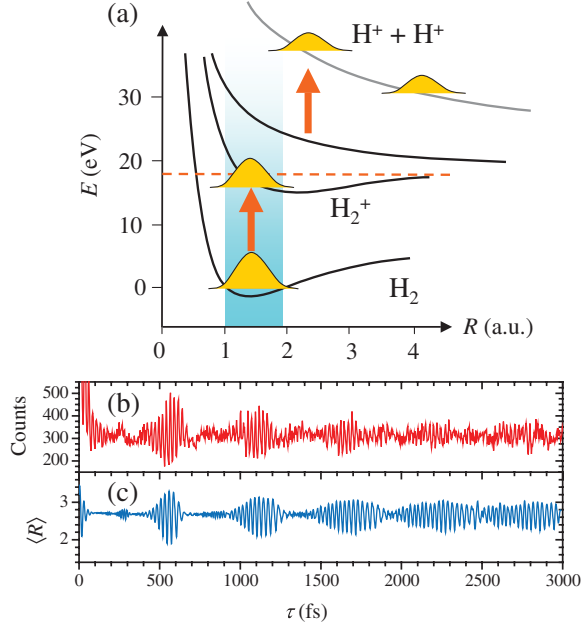 (a)
H⁺ + H⁺
E (eV)
30
20
10
0
H₂⁺
H₂
0
1
2
3
4
R (a.u.)
(b)
Counts
500
400
300
200
(c)
⟨R⟩
3
2
0 500 1000 1500 2000 2500 3000
τ (fs)